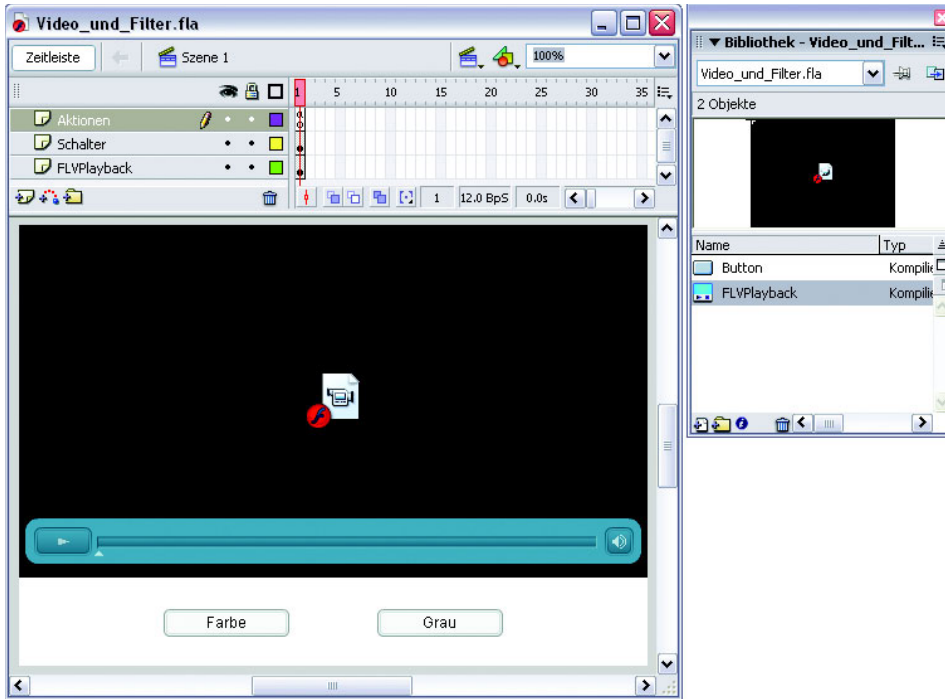 Video_und_Filter.fla
Zeitleiste Szene 1 100%
1 5 10 15 20 25 30 35
Aktionen
Schalter
FLVPlayback
1 12.0 BpS 0.0s
Farbe Grau
Bibliothek - Video_und_Filt...
Video_und_Filter.fla
2 Objekte
Name Typ
Button Kompilie
FLVPlayback Kompilie